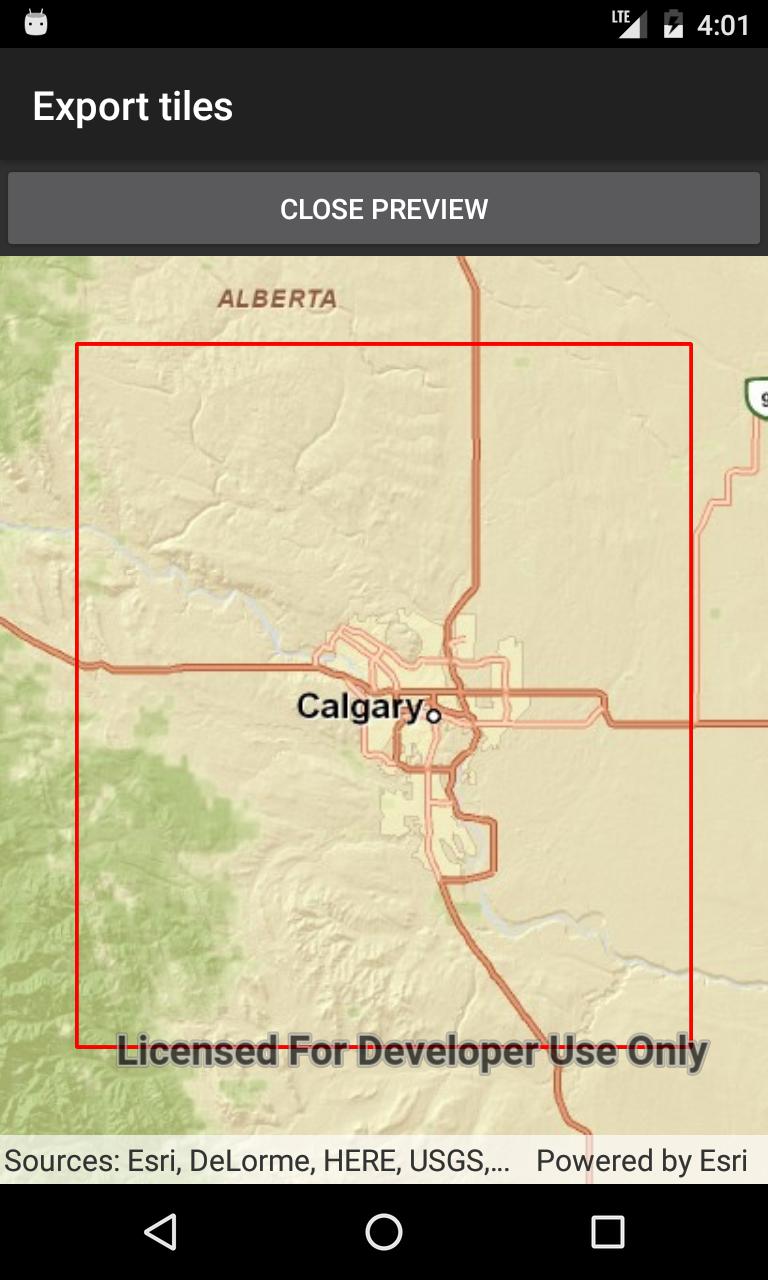 LTE 4:01
Export tiles
CLOSE PREVIEW
ALBERTA
9
Calgary
Licensed For Developer Use Only
Sources: Esri, DeLorme, HERE, USGS,... Powered by Esri